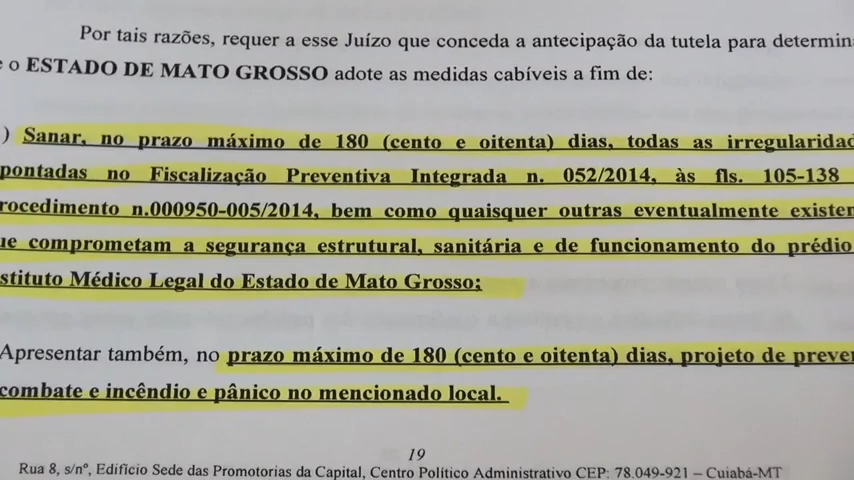 Por tais razões, requer a esse Juízo que conceda a antecipação da tutela para determin
e o ESTADO DE MATO GROSSO adote as medidas cabíveis a fim de:
) Sanar, no prazo máximo de 180 (cento e oitenta) dias, todas as irregularidad
pontadas no Fiscalização Preventiva Integrada n. 052/2014, às fls. 105-138
rocedimento n.000950-005/2014, bem como quaisquer outras eventualmente existen
ue comprometam a segurança estrutural, sanitária e de funcionamento do prédio
stituto Médico Legal do Estado de Mato Grosso;
Apresentar também, no prazo máximo de 180 (cento e oitenta) dias, projeto de preven
combate e incêndio e pânico no mencionado local.
19
Rua 8, s/nº, Edifício Sede das Promotorias da Capital, Centro Político Administrativo CEP: 78.049-921 – Cuiabá-MT